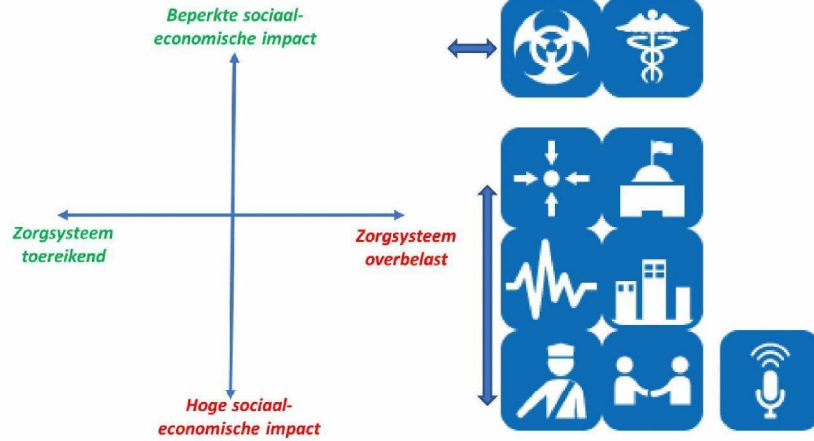 Beperkte sociaal-
economische impact
Zorgsysteem
toereikend
Zorgsysteem
overbelast
Hoge sociaal-
economische impact